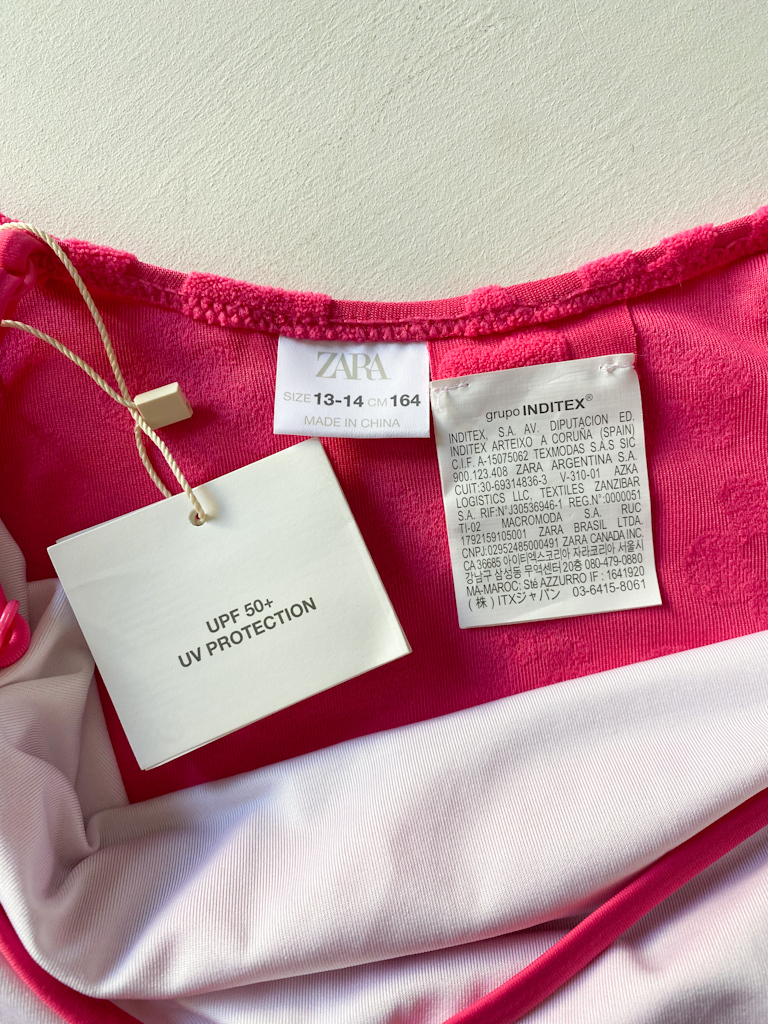 ZARA
SIZE 13-14 CM 164
MADE IN CHINA
grupo INDITEX®
INDITEX, S.A. AV. DIPUTACION ED.
INDITEX ARTEIXO A CORUÑA (SPAIN)
C.I.F. A-15075062 TEXMODAS S.A.S SIC
900.123.408 ZARA ARGENTINA S.A.
CUIT:30-69314836-3 V-310-01 AZKA
LOGISTICS LLC, TEXTILES ZANZIBAR
S.A. RIF:N°J30536946-1 REG.N°:0000051
TI-02 MACROMODA S.A. RUC
1792159105001 ZARA BRASIL LTDA.
CNPJ:02952485000491 ZARA CANADA INC.
CA 36685 아이티엑스코리아 자라코리아 서울시
강남구 삼성동 무역센터 20층 080-479-0880
MA-MAROC: Sté AZZURRO IF : 1641920
(株) ITXジャパン 03-6415-8061
UPF 50+
UV PROTECTION